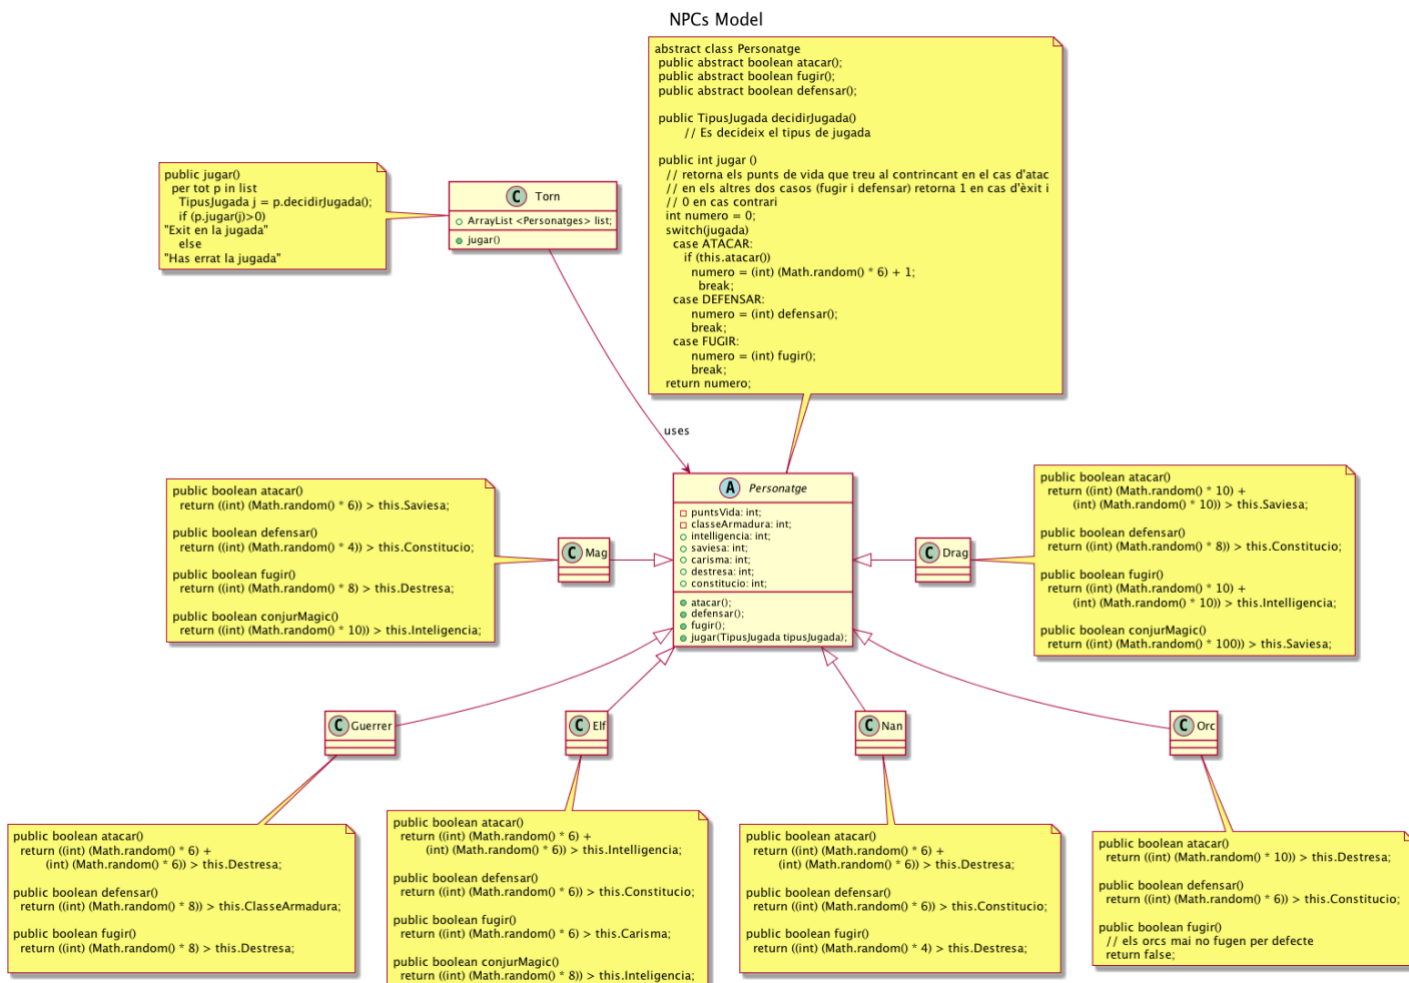 NPCs Model
abstract class Personatge
public abstract boolean atacar();
public abstract boolean fugir();
public abstract boolean defensar();
public TipusJugada decidirJugada()
// Es decideix el tipus de jugada
public int jugar ()
// retorna els punts de vida que treu al contrincant en el cas d'atac
// en els altres dos casos (fugir i defensar) retorna 1 en cas d'èxit i
// 0 en cas contrari
int numero = 0;
switch(jugada)
case ATACAR:
if (this.atacar())
numero = (int) (Math.random() * 6) + 1;
break;
case DEFENSAR:
numero = (int) defensar();
break;
case FUGIR:
numero = (int) fugir();
break;
return numero;
public jugar()
per tot p in list
TipusJugada j = p.decidirJugada();
if (p.jugar(j)>0)
"Exit en la jugada"
else
"Has errat la jugada"
C Torn
ArrayList <Personatges> list;
jugar()
uses
public boolean atacar()
return ((int) (Math.random() * 6)) > this.Saviesa;
public boolean defensar()
return ((int) (Math.random() * 4)) > this.Constitucio;
public boolean fugir()
return ((int) (Math.random() * 8) > this.Destresa;
public boolean conjurMagic()
return ((int) (Math.random() * 10)) > this.Inteligencia;
C Mag
A Personatge
puntsVida: int;
classeArmadura: int;
intelligencia: int;
saviesa: int;
carisma: int;
destresa: int;
constitucio: int;
atacar();
defensar();
fugir();
jugar(TipusJugada tipusJugada);
C Drag
public boolean atacar()
return ((int) (Math.random() * 10) +
(int) (Math.random() * 10)) > this.Saviesa;
public boolean defensar()
return ((int) (Math.random() * 8)) > this.Constitucio;
public boolean fugir()
return ((int) (Math.random() * 10) +
(int) (Math.random() * 10)) > this.Intelligencia;
public boolean conjurMagic()
return ((int) (Math.random() * 100)) > this.Saviesa;
C Guerrer
C Elf
C Nan
C Orc
public boolean atacar()
return ((int) (Math.random() * 6) +
(int) (Math.random() * 6)) > this.Destresa;
public boolean defensar()
return ((int) (Math.random() * 8)) > this.ClasseArmadura;
public boolean fugir()
return ((int) (Math.random() * 8) > this.Destresa;
public boolean atacar()
return ((int) (Math.random() * 6) +
(int) (Math.random() * 6)) > this.Intelligencia;
public boolean defensar()
return ((int) (Math.random() * 6)) > this.Constitucio;
public boolean fugir()
return ((int) (Math.random() * 6) > this.Carisma;
public boolean conjurMagic()
return ((int) (Math.random() * 8)) > this.Inteligencia;
public boolean atacar()
return ((int) (Math.random() * 6) +
(int) (Math.random() * 6)) > this.Destresa;
public boolean defensar()
return ((int) (Math.random() * 6)) > this.Constitucio;
public boolean fugir()
return ((int) (Math.random() * 4) > this.Destresa;
public boolean atacar()
return ((int) (Math.random() * 10)) > this.Destresa;
public boolean defensar()
return ((int) (Math.random() * 6)) > this.Constitucio;
public boolean fugir()
// els orcs mai no fugen per defecte
return false;